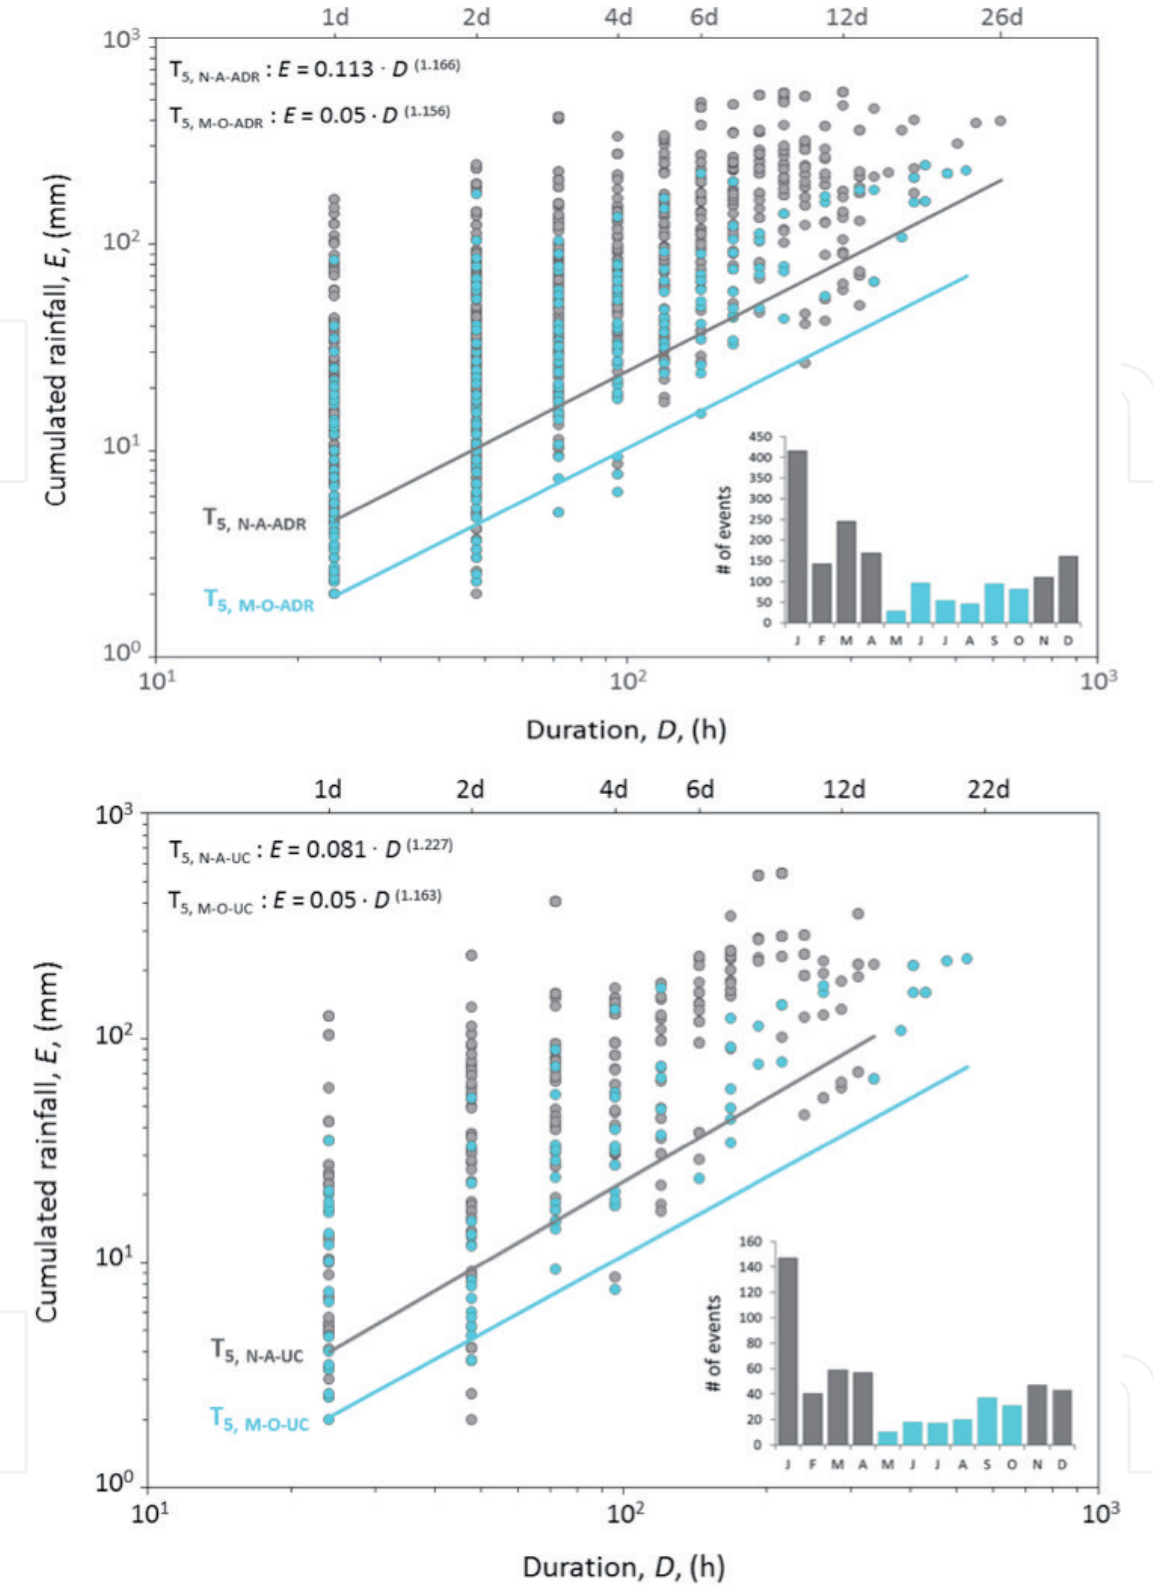 1d 2d 4d 6d 12d 26d
10³
T5, N-A-ADR : E = 0.113 · D (1.166)
T5, M-O-ADR : E = 0.05 · D (1.156)
10²
10¹
10⁰
Cumulated rainfall, E, (mm)
T5, N-A-ADR
T5, M-O-ADR
450
400
350
300
250
200
150
100
50
0
# of events
J F M A M J J A S O N D
10¹ 10² 10³
Duration, D, (h)
1d 2d 4d 6d 12d 22d
10³
T5, N-A-UC : E = 0.081 · D (1.227)
T5, M-O-UC : E = 0.05 · D (1.163)
10²
10¹
10⁰
Cumulated rainfall, E, (mm)
T5, N-A-UC
T5, M-O-UC
160
140
120
100
80
60
40
20
0
# of events
J F M A M J J A S O N D
10¹ 10² 10³
Duration, D, (h)